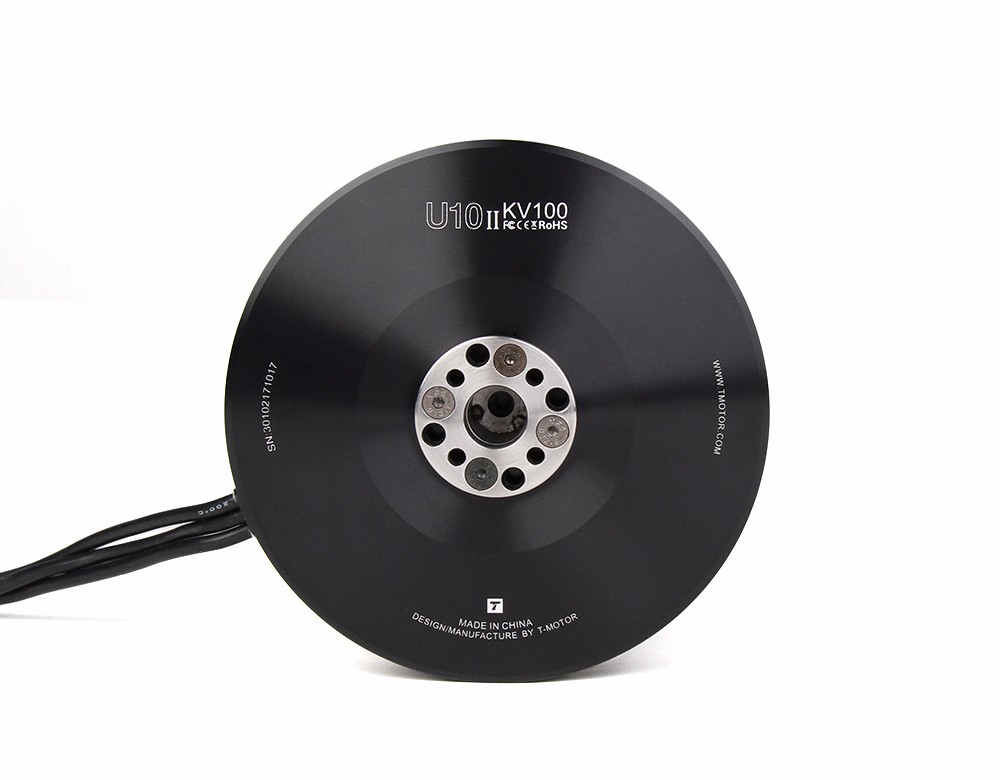 U10 II KV100
FC CE RoHS
SN:30102171017
WWW.TMOTOR.COM
200°C
T
MADE IN CHINA
DESIGN/MANUFACTURE BY T-MOTOR